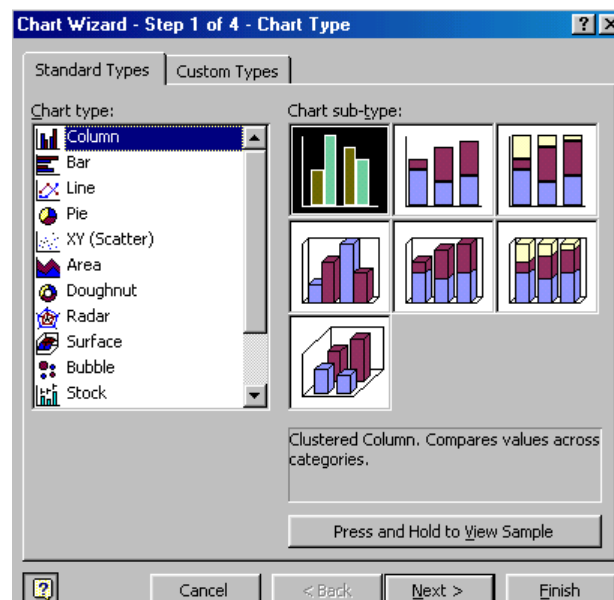 Chart Wizard - Step 1 of 4 - Chart Type
Standard Types
Custom Types
Chart type:
Column
Bar
Line
Pie
XY (Scatter)
Area
Doughnut
Radar
Surface
Bubble
Stock
Chart sub-type:
Clustered Column. Compares values across
categories.
Press and Hold to View Sample
Cancel
< Back
Next >
Finish